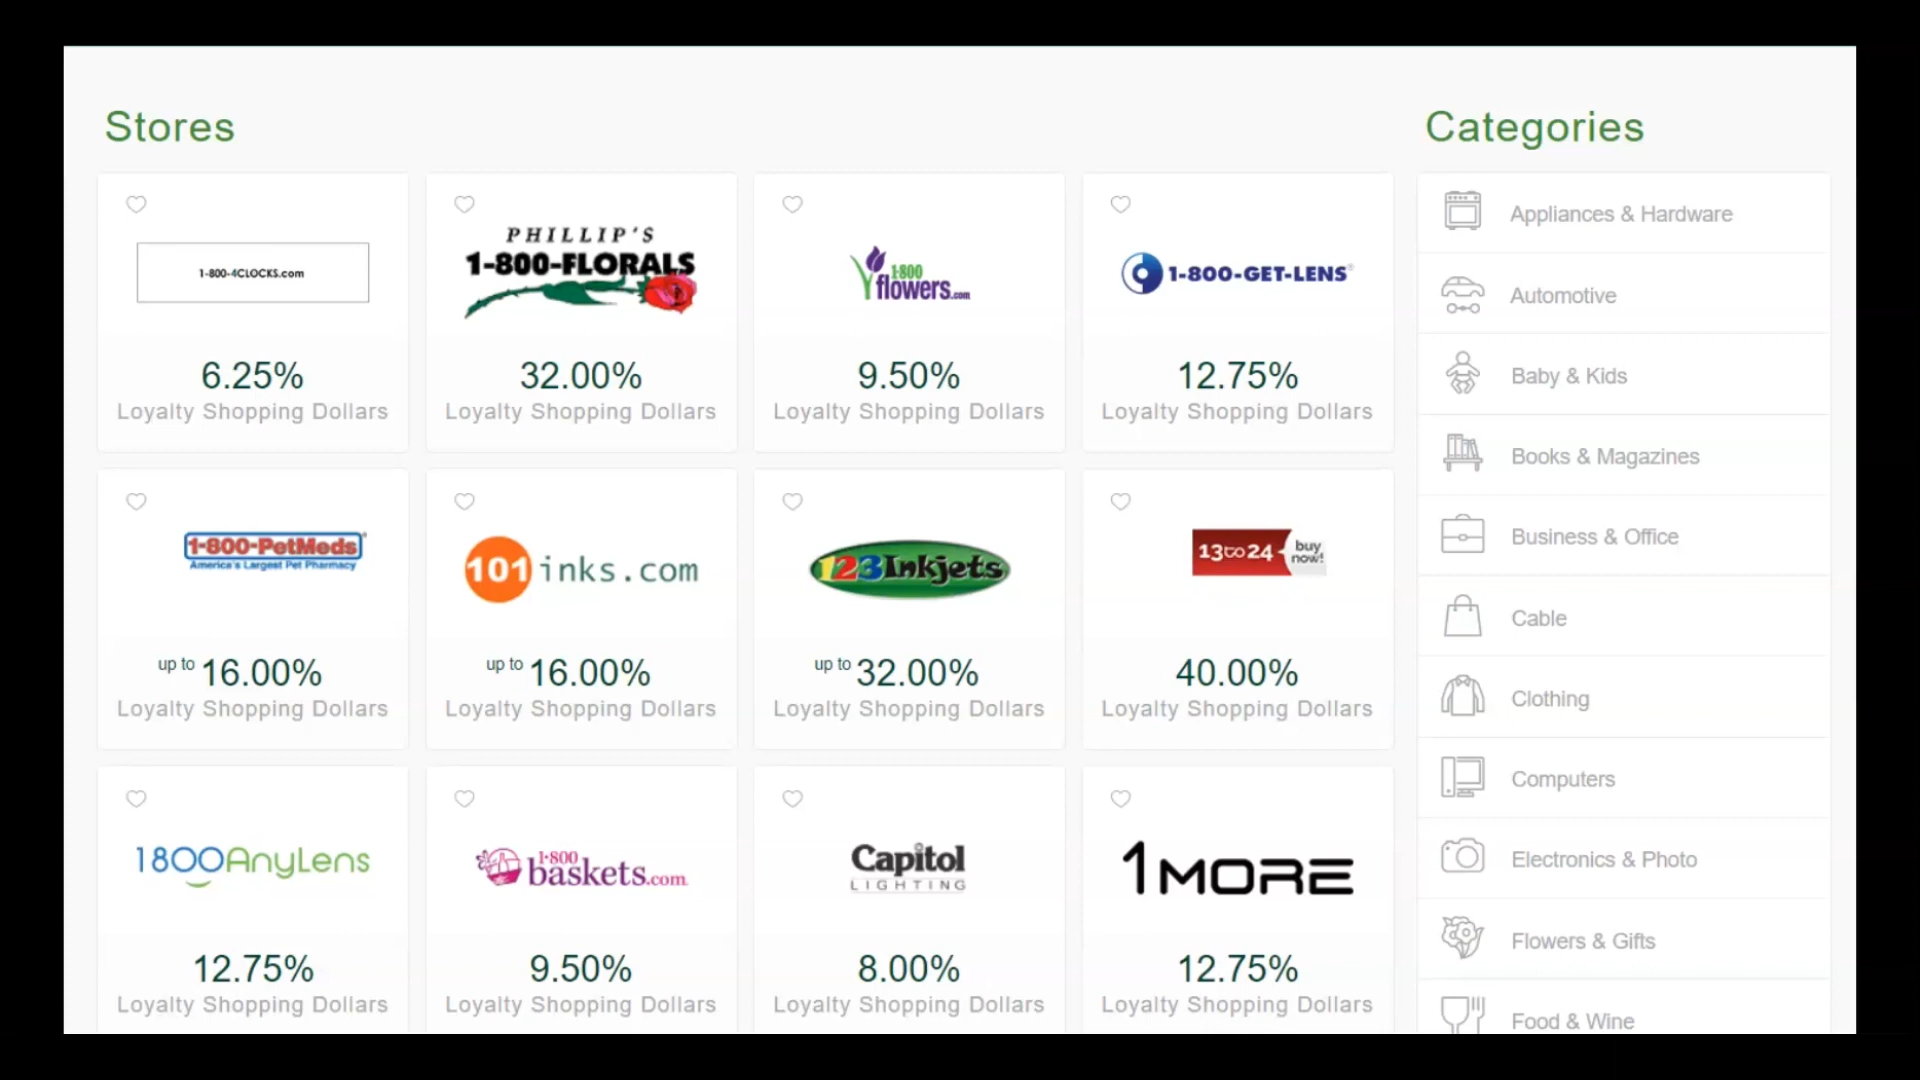 Stores
1-800-4CLOCKS.com
6.25%
Loyalty Shopping Dollars
PHILLIP'S
1-800-FLORALS
32.00%
Loyalty Shopping Dollars
1·800
flowers.com
9.50%
Loyalty Shopping Dollars
1-800-GET-LENS®
12.75%
Loyalty Shopping Dollars
1-800-PetMeds®
America's Largest Pet Pharmacy
up to 16.00%
Loyalty Shopping Dollars
101 inks.com
up to 16.00%
Loyalty Shopping Dollars
123Inkjets
up to 32.00%
Loyalty Shopping Dollars
13to24 buy
now!
40.00%
Loyalty Shopping Dollars
1800AnyLens
12.75%
Loyalty Shopping Dollars
1·800
baskets.com
9.50%
Loyalty Shopping Dollars
Capitol
LIGHTING
8.00%
Loyalty Shopping Dollars
1MORE
12.75%
Loyalty Shopping Dollars
Categories
Appliances & Hardware
Automotive
Baby & Kids
Books & Magazines
Business & Office
Cable
Clothing
Computers
Electronics & Photo
Flowers & Gifts
Food & Wine